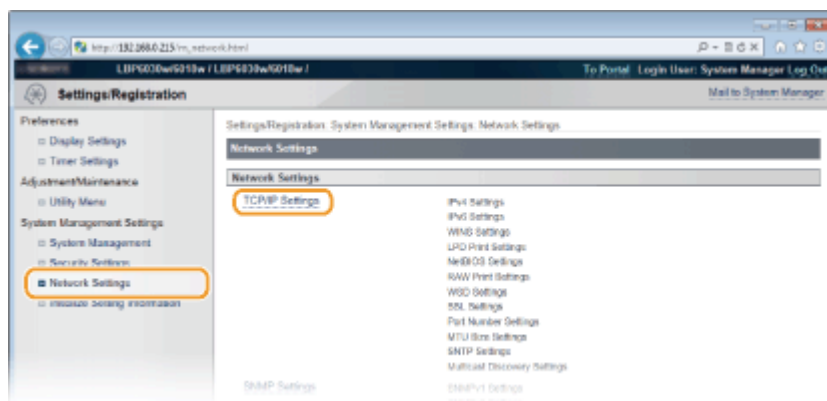 http://192.168.0.215/m_network.html
LBP6030w/6018w / LBP6030w/6018w /
To Portal Login User: System Manager Log Out
Settings/Registration
Mail to System Manager
Preferences
Display Settings
Timer Settings
Adjustment/Maintenance
Utility Menu
System Management Settings
System Management
Security Settings
Network Settings
Initialize Setting Information
Settings/Registration: System Management Settings: Network Settings
Network Settings
Network Settings
TCP/IP Settings
IPv4 Settings
IPv6 Settings
WINS Settings
LPD Print Settings
NetBIOS Settings
RAW Print Settings
WSD Settings
SSL Settings
Port Number Settings
MTU Size Settings
SNTP Settings
Multicast Discovery Settings
SNMP Settings
SNMPv1 Settings